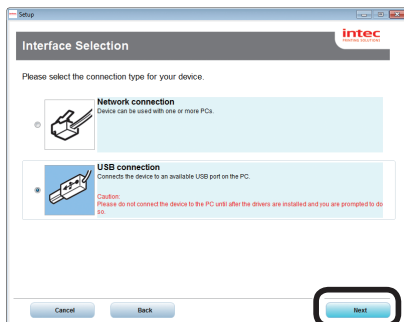 Setup
Interface Selection
intec
PRINTING SOLUTIONS
Please select the connection type for your device.
Network connection
Device can be used with one or more PCs.
USB connection
Connects the device to an available USB port on the PC.
Caution:
Please do not connect the device to the PC until after the drivers are installed and you are prompted to do
so.
Cancel
Back
Next